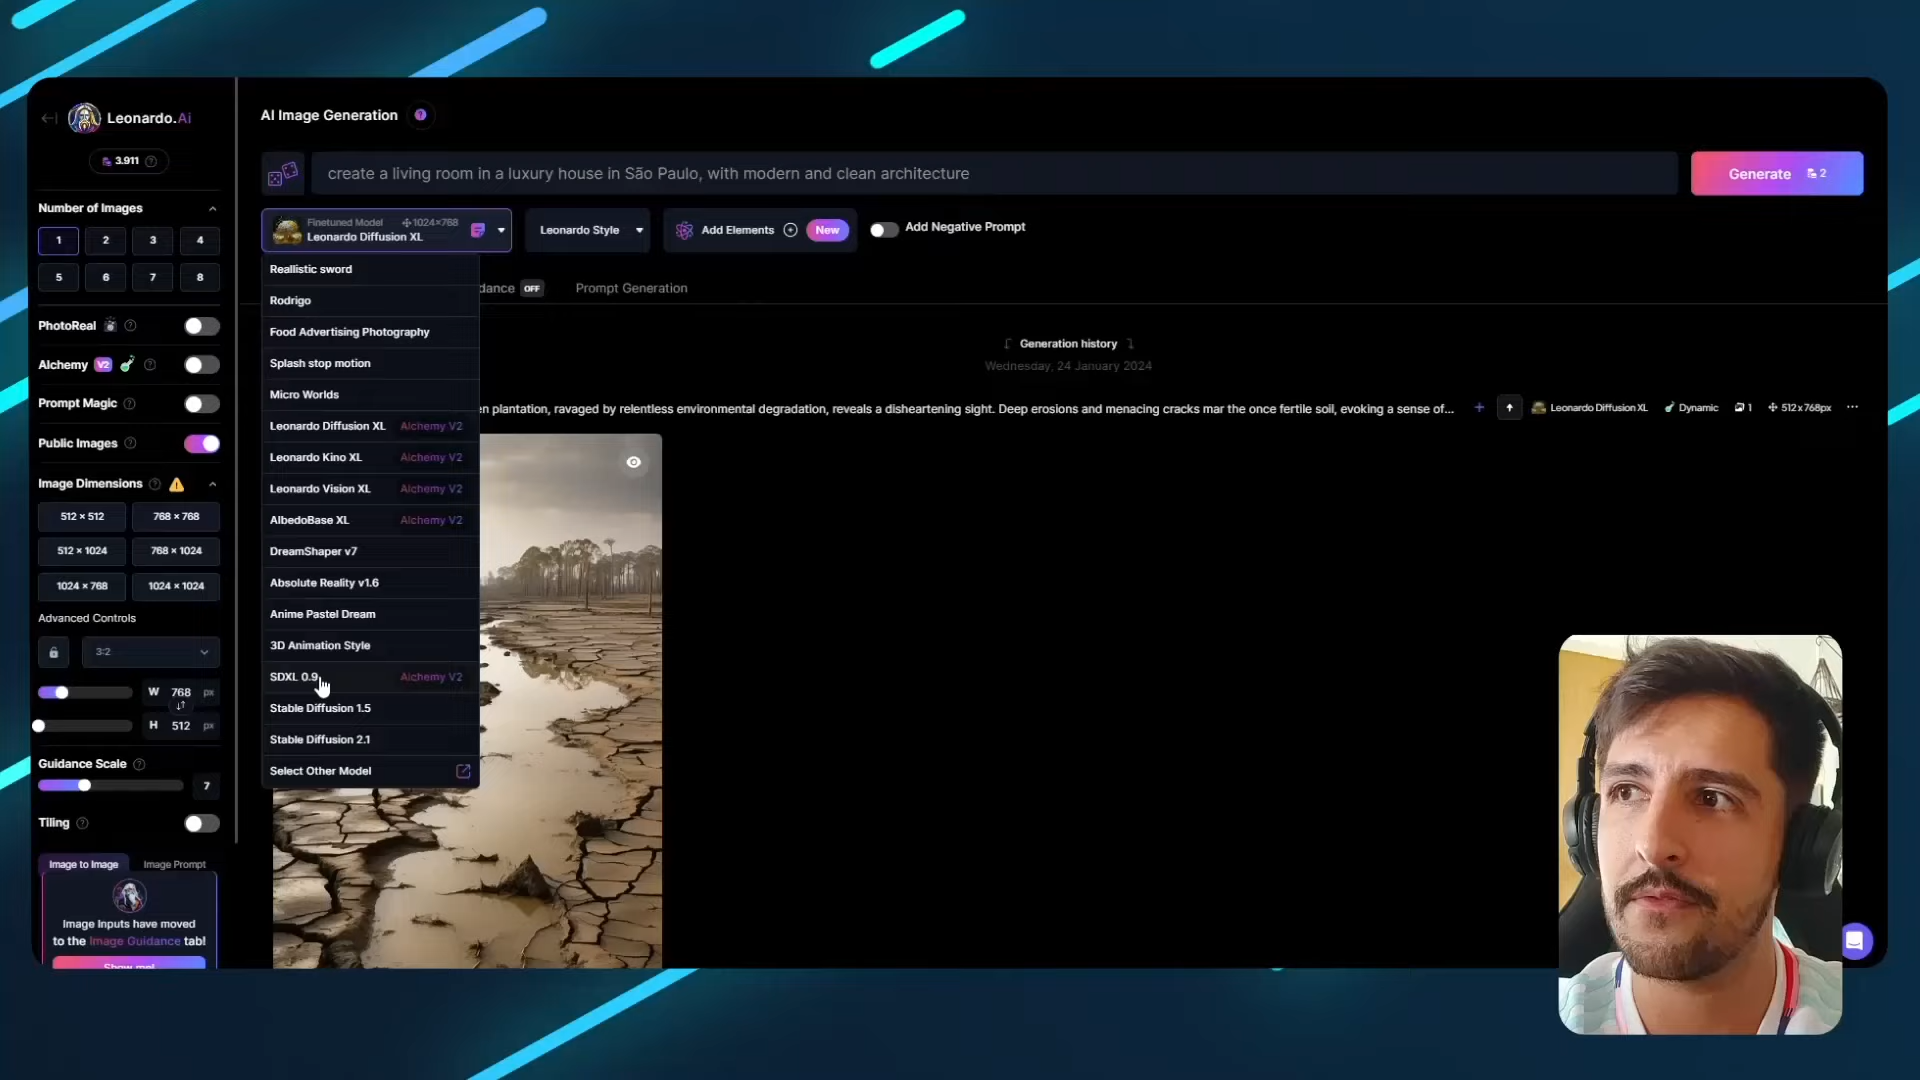 Leonardo.Ai
3.911
Number of Images
1 2 3 4
5 6 7 8
PhotoReal
Alchemy V2
Prompt Magic
Public Images
Image Dimensions
512 × 512 768 × 768
512 × 1024 768 × 1024
1024 × 768 1024 × 1024
Advanced Controls
3:2
W 768 px
H 512 px
Guidance Scale
7
Tiling
Image to Image Image Prompt
Image Inputs have moved
to the Image Guidance tab!
Show me!
AI Image Generation ?
create a living room in a luxury house in São Paulo, with modern and clean architecture
Generate 2
Finetuned Model 1024×768
Leonardo Diffusion XL
Leonardo Style
Add Elements New
Add Negative Prompt
Reallistic sword
Rodrigo
Food Advertising Photography
Splash stop motion
Micro Worlds
Leonardo Diffusion XL Alchemy V2
Leonardo Kino XL Alchemy V2
Leonardo Vision XL Alchemy V2
AlbedoBase XL Alchemy V2
DreamShaper v7
Absolute Reality v1.6
Anime Pastel Dream
3D Animation Style
SDXL 0.9 Alchemy V2
Stable Diffusion 1.5
Stable Diffusion 2.1
Select Other Model
dance OFF Prompt Generation
Generation history
Wednesday, 24 January 2024
en plantation, ravaged by relentless environmental degradation, reveals a disheartening sight. Deep erosions and menacing cracks mar the once fertile soil, evoking a sense of...
Leonardo Diffusion XL Dynamic 1 512x768px ...